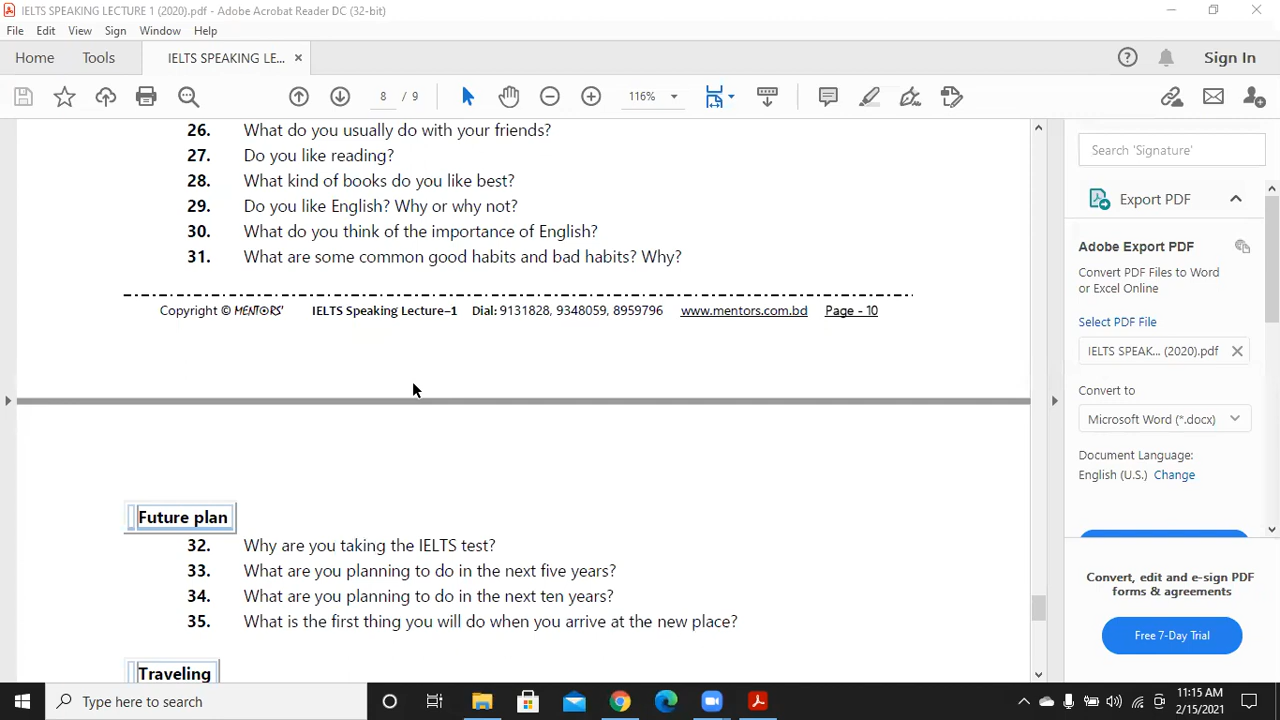 IELTS SPEAKING LECTURE 1 (2020).pdf - Adobe Acrobat Reader DC (32-bit)
File Edit View Sign Window Help
Home Tools IELTS SPEAKING LE... × Sign In
8 / 9 116%
26. What do you usually do with your friends?
27. Do you like reading?
28. What kind of books do you like best?
29. Do you like English? Why or why not?
30. What do you think of the importance of English?
31. What are some common good habits and bad habits? Why?
Copyright © MENTORS' IELTS Speaking Lecture–1 Dial: 9131828, 9348059, 8959796 www.mentors.com.bd Page - 10
Future plan
32. Why are you taking the IELTS test?
33. What are you planning to do in the next five years?
34. What are you planning to do in the next ten years?
35. What is the first thing you will do when you arrive at the new place?
Traveling
Search 'Signature'
Export PDF
Adobe Export PDF
Convert PDF Files to Word
or Excel Online
Select PDF File
IELTS SPEAK... (2020).pdf
Convert to
Microsoft Word (*.docx)
Document Language:
English (U.S.) Change
Convert, edit and e-sign PDF
forms & agreements
Free 7-Day Trial
Type here to search
11:15 AM
2/15/2021